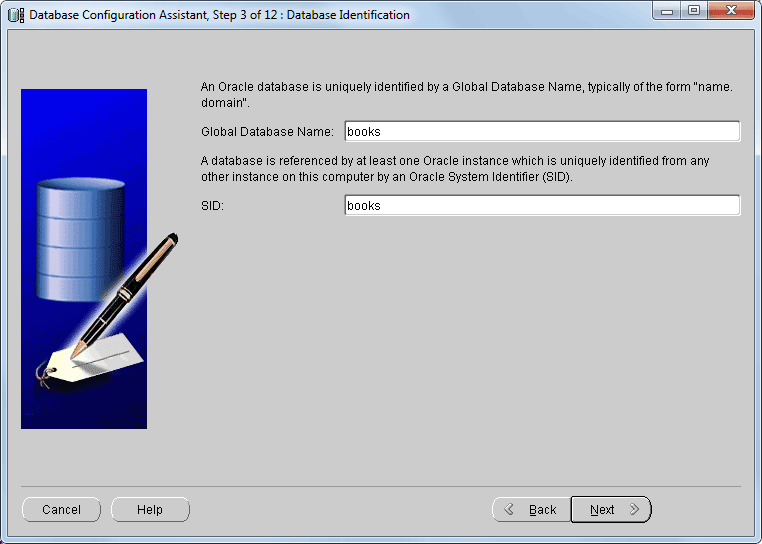 Database Configuration Assistant, Step 3 of 12 : Database Identification
An Oracle database is uniquely identified by a Global Database Name, typically of the form "name.
domain".
Global Database Name: books
A database is referenced by at least one Oracle instance which is uniquely identified from any
other instance on this computer by an Oracle System Identifier (SID).
SID: books
Cancel Help Back Next